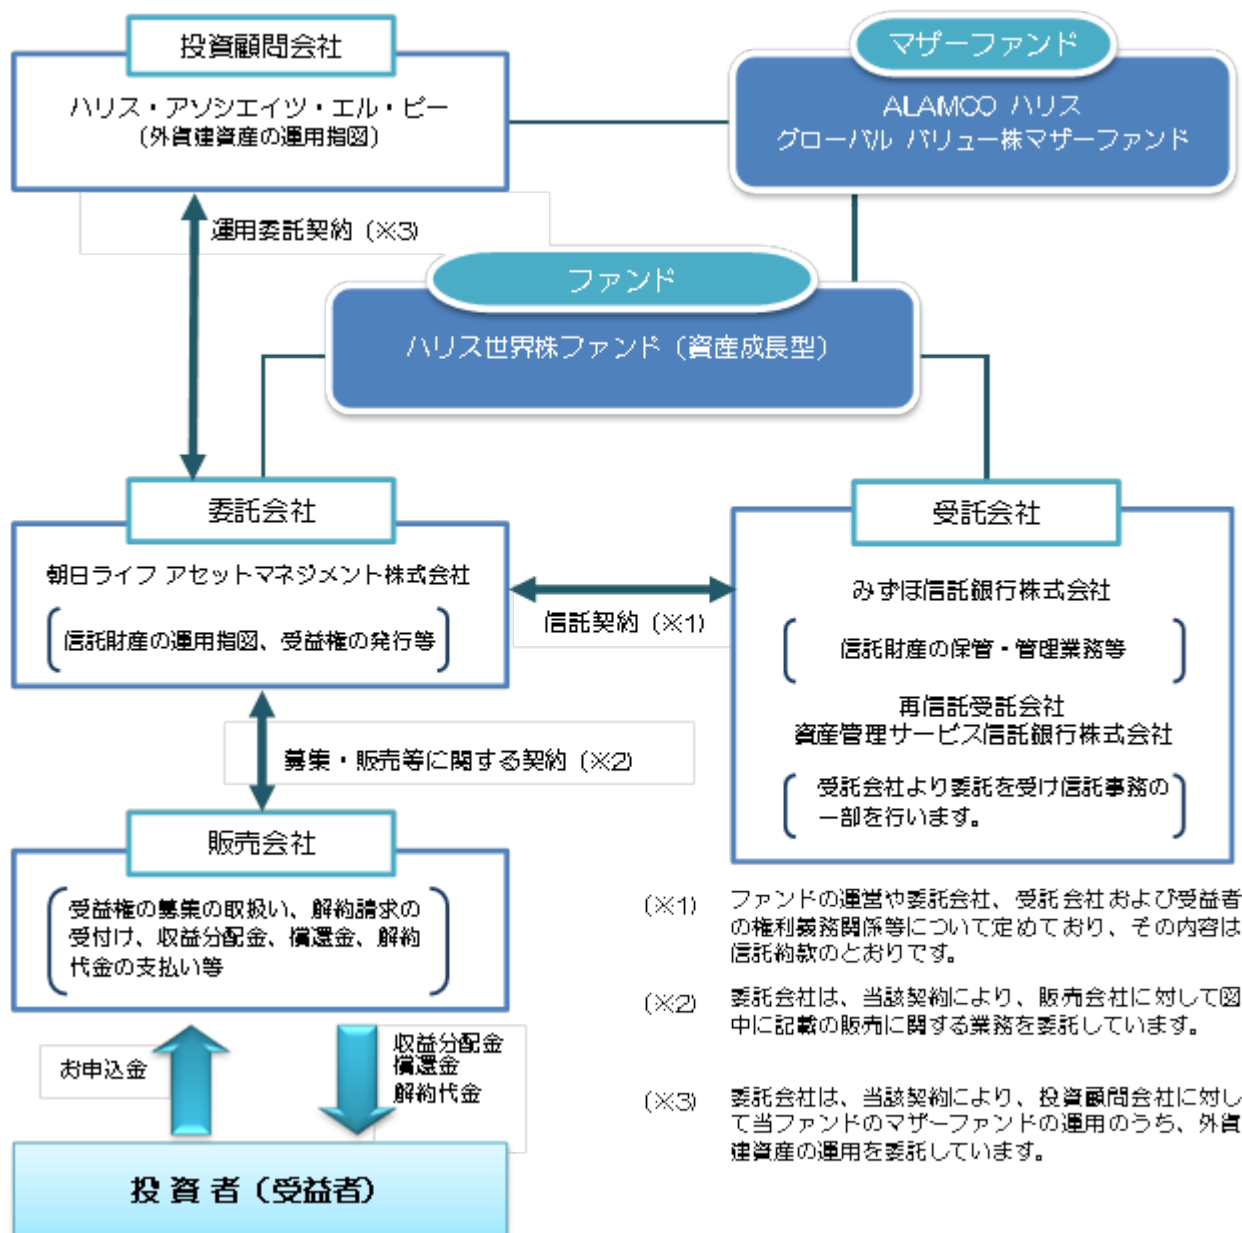 投資顧問会社
ハリス・アソシエイツ・エル・ピー
(外貨建資産の運用指図)
マザーファンド
ALAMCO ハリス
グローバル バリュー株マザーファンド
運用委託契約（※3）
ファンド
ハリス世界株ファンド（資産成長型）
委託会社
朝日ライフ アセットマネジメント株式会社
信託財産の運用指図、受益権の発行等
信託契約（※1）
受託会社
みずほ信託銀行株式会社
信託財産の保管・管理業務等
再信託受託会社
資産管理サービス信託銀行株式会社
受託会社より委託を受け信託事務の
一部を行います。
募集・販売等に関する契約（※2）
販売会社
受益権の募集の取扱い、解約請求の
受付け、収益分配金、償還金、解約
代金の支払い等
お申込金
収益分配金
償還金
解約代金
投 資 者（受益者）
（※1） ファンドの運営や委託会社、受託会社および受益者
の権利義務関係等について定めており、その内容は
信託約款のとおりです。
（※2） 委託会社は、当該契約により、販売会社に対して図
中に記載の販売に関する業務を委託しています。
（※3） 委託会社は、当該契約により、投資顧問会社に対し
て当ファンドのマザーファンドの運用のうち、外貨
建資産の運用を委託しています。